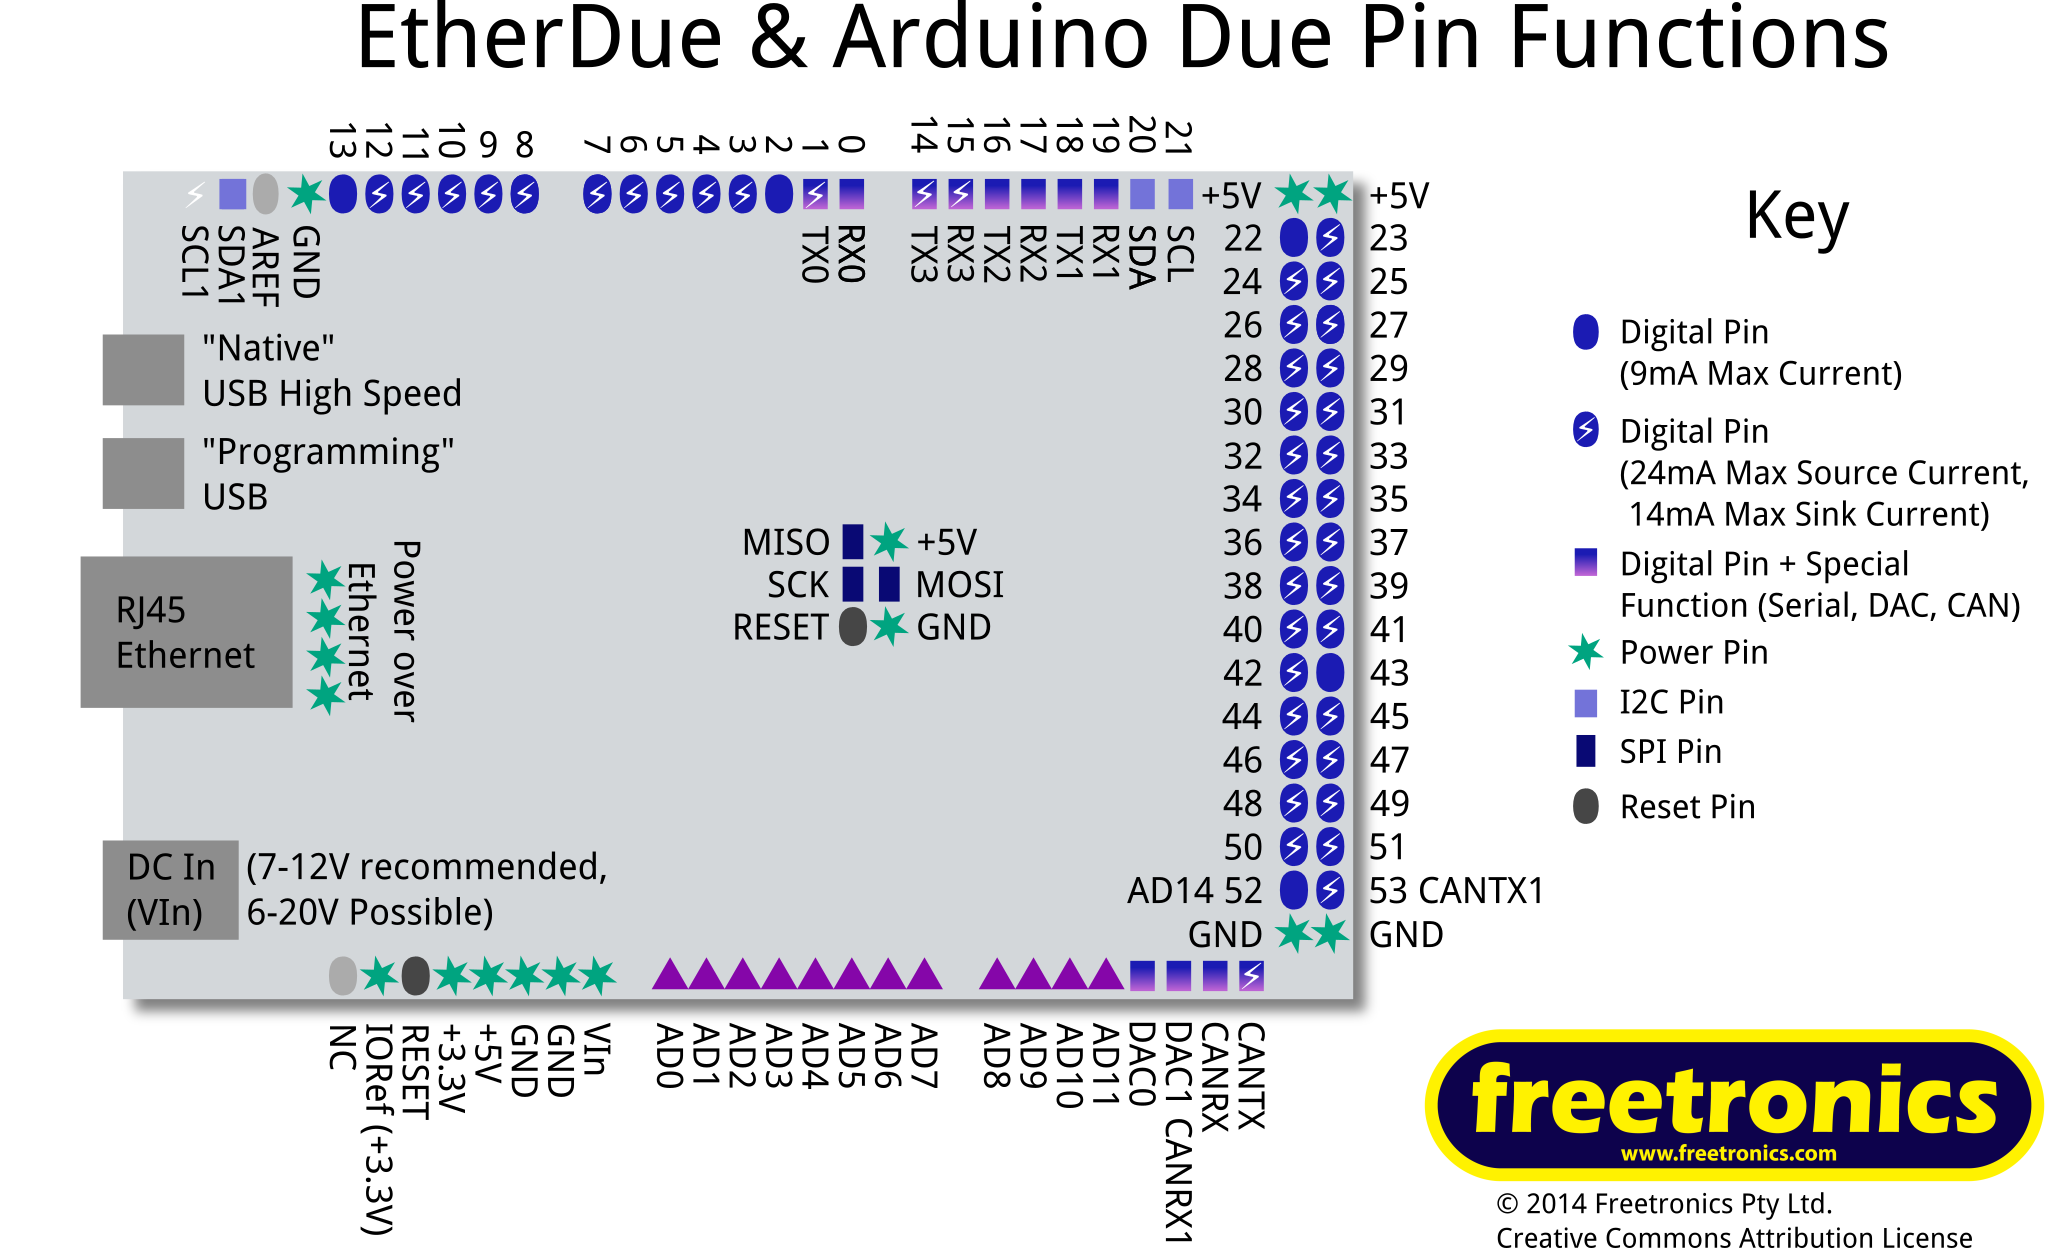 EtherDue & Arduino Due Pin Functions
13 12 11 10 9 8 7 6 5 4 3 2 1 0 14 15 16 17 18 19 20 21
SCL1 SDA1 AREF GND TX0 RX0 TX3 RX3 TX2 RX2 TX1 RX1 SDA SCL
+5V +5V
22 23
24 25
26 27
28 29
30 31
32 33
34 35
36 37
38 39
40 41
42 43
44 45
46 47
48 49
50 51
AD14 52 53 CANTX1
GND GND
"Native"
USB High Speed
"Programming"
USB
RJ45
Ethernet
Power over
Ethernet
MISO +5V
SCK MOSI
RESET GND
DC In (7-12V recommended,
(VIn) 6-20V Possible)
NC IORef (+3.3V) RESET +3.3V +5V GND GND VIn AD0 AD1 AD2 AD3 AD4 AD5 AD6 AD7 AD8 AD9 AD10 AD11 DAC0 DAC1 CANRX1 CANRX CANTX
Key
Digital Pin
(9mA Max Current)
Digital Pin
(24mA Max Source Current,
14mA Max Sink Current)
Digital Pin + Special
Function (Serial, DAC, CAN)
Power Pin
I2C Pin
SPI Pin
Reset Pin
freetronics
www.freetronics.com
© 2014 Freetronics Pty Ltd.
Creative Commons Attribution License